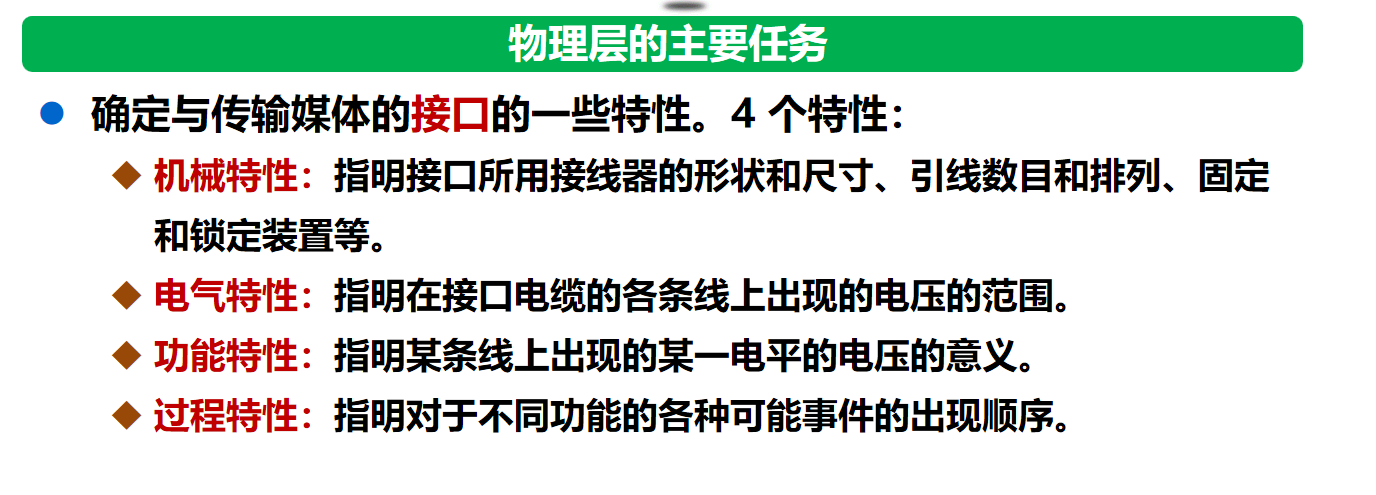 物理层的主要任务
确定与传输媒体的接口的一些特性。4 个特性：
机械特性：指明接口所用接线器的形状和尺寸、引线数目和排列、固定
和锁定装置等。
电气特性：指明在接口电缆的各条线上出现的电压的范围。
功能特性：指明某条线上出现的某一电平的电压的意义。
过程特性：指明对于不同功能的各种可能事件的出现顺序。